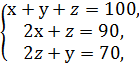 x + y + z = 100,
2x + z = 90,
2z + y = 70,